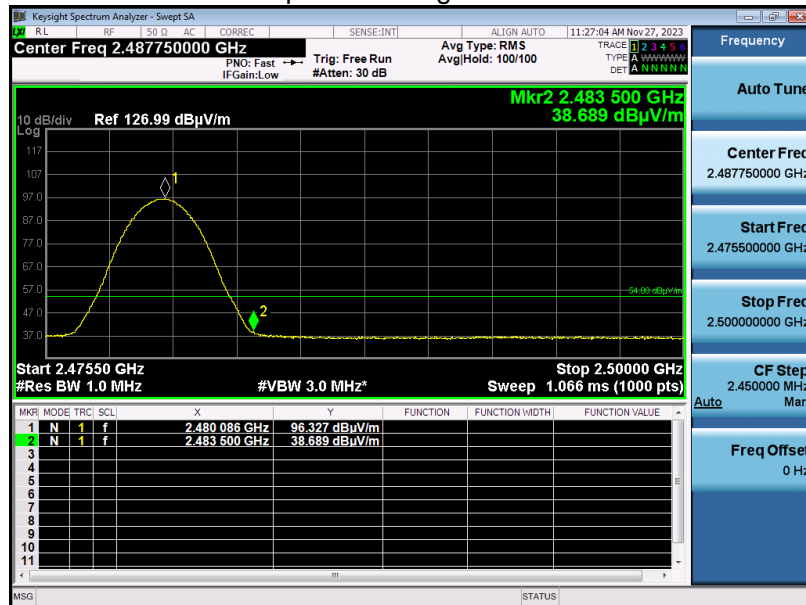 Keysight Spectrum Analyzer - Swept SA
LXI RL RF 50 Ω AC CORREC SENSE:INT ALIGN AUTO 11:27:04 AM Nov 27, 2023
Center Freq 2.487750000 GHz
PNO: Fast
IFGain:Low
Trig: Free Run
#Atten: 30 dB
Avg Type: RMS
Avg|Hold: 100/100
TRACE 1 2 3 4 5 6
TYPE A WWWWW
DET A N N N N N
Mkr2 2.483 500 GHz
38.689 dBµV/m
10 dB/div
Log
Ref 126.99 dBµV/m
117
107
97.0
87.0
77.0
67.0
57.0
47.0
37.0
1
2
54.00 dBµV/m
Start 2.47550 GHz
Stop 2.50000 GHz
#Res BW 1.0 MHz
#VBW 3.0 MHz*
Sweep 1.066 ms (1000 pts)
MKR MODE TRC SCL X Y FUNCTION FUNCTION WIDTH FUNCTION VALUE
1 N 1 f 2.480 086 GHz 96.327 dBµV/m
2 N 1 f 2.483 500 GHz 38.689 dBµV/m
3
4
5
6
7
8
9
10
11
MSG
STATUS
Frequency
Auto Tune
Center Freq
2.487750000 GHz
Start Freq
2.475500000 GHz
Stop Freq
2.500000000 GHz
CF Step
2.450000 MHz
Auto Man
Freq Offset
0 Hz